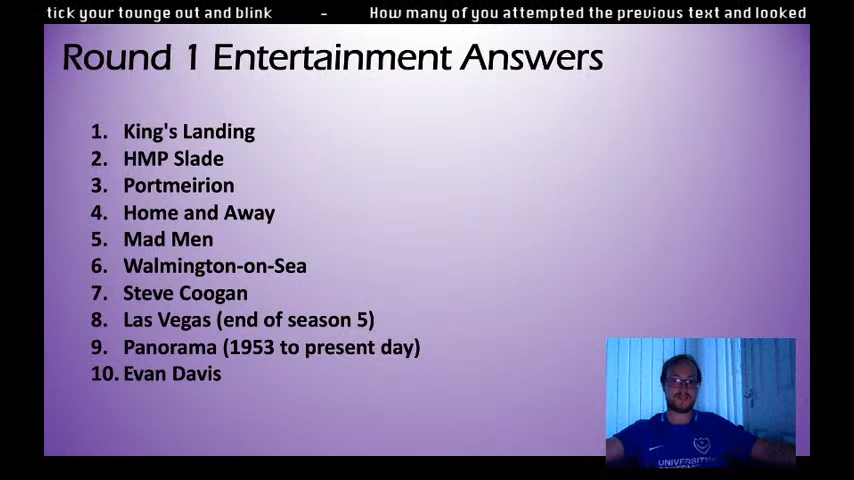 tick your tounge out and blink - How many of you attempted the previous text and looked
Round 1 Entertainment Answers
1. King's Landing
2. HMP Slade
3. Portmeirion
4. Home and Away
5. Mad Men
6. Walmington-on-Sea
7. Steve Coogan
8. Las Vegas (end of season 5)
9. Panorama (1953 to present day)
10. Evan Davis
UNIVERSITY